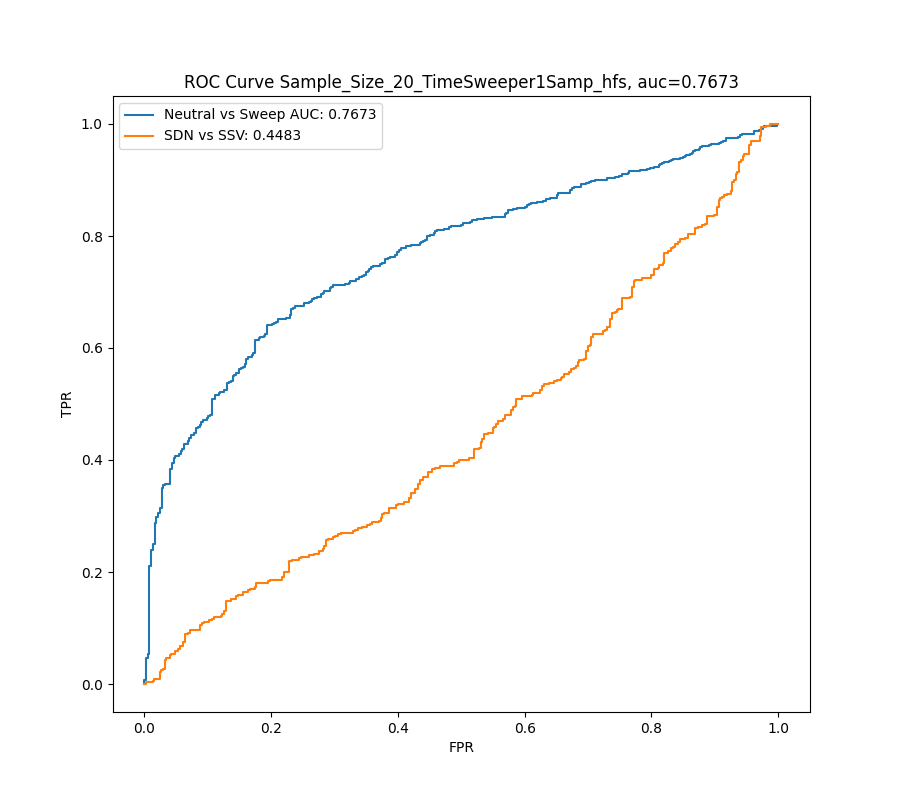 ROC Curve Sample_Size_20_TimeSweeper1Samp_hfs, auc=0.7673
Neutral vs Sweep AUC: 0.7673
SDN vs SSV: 0.4483
1.0
0.8
0.6
0.4
0.2
0.0
TPR
0.0 0.2 0.4 0.6 0.8 1.0
FPR